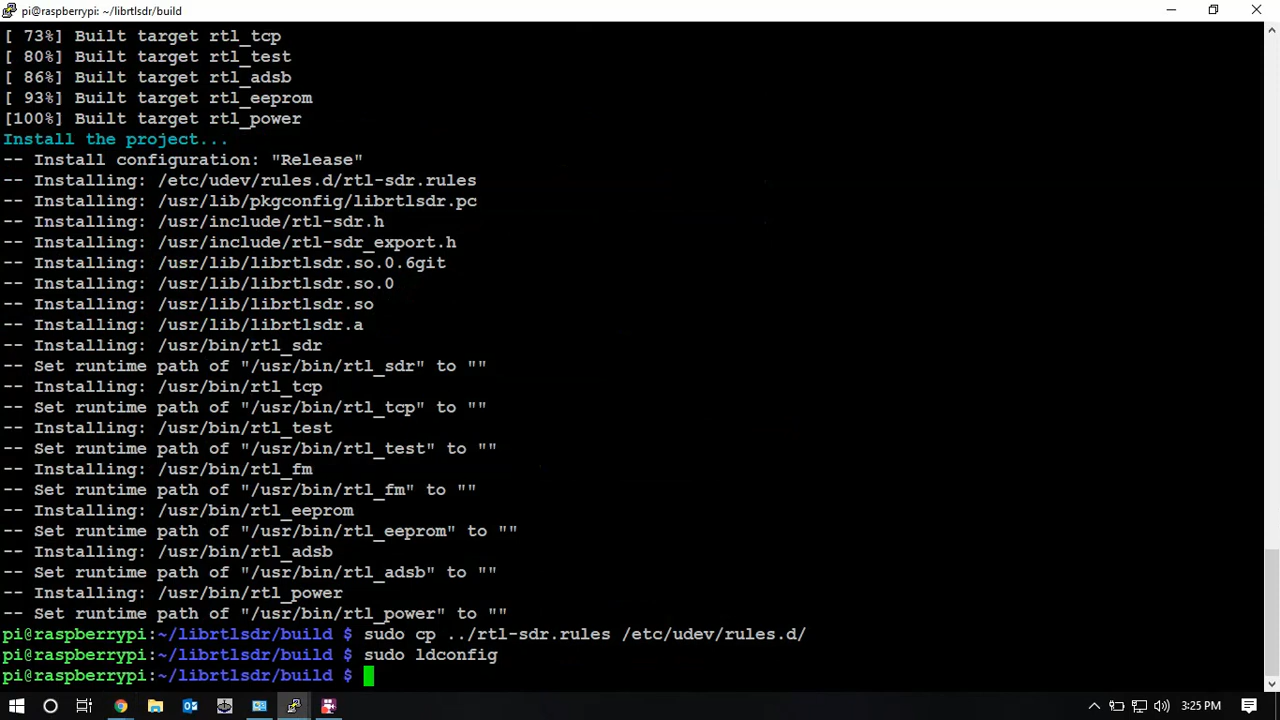 pi@raspberrypi: ~/librtlsdr/build
[ 73%] Built target rtl_tcp
[ 80%] Built target rtl_test
[ 86%] Built target rtl_adsb
[ 93%] Built target rtl_eeprom
[100%] Built target rtl_power
Install the project...
-- Install configuration: "Release"
-- Installing: /etc/udev/rules.d/rtl-sdr.rules
-- Installing: /usr/lib/pkgconfig/librtlsdr.pc
-- Installing: /usr/include/rtl-sdr.h
-- Installing: /usr/include/rtl-sdr_export.h
-- Installing: /usr/lib/librtlsdr.so.0.6git
-- Installing: /usr/lib/librtlsdr.so.0
-- Installing: /usr/lib/librtlsdr.so
-- Installing: /usr/lib/librtlsdr.a
-- Installing: /usr/bin/rtl_sdr
-- Set runtime path of "/usr/bin/rtl_sdr" to ""
-- Installing: /usr/bin/rtl_tcp
-- Set runtime path of "/usr/bin/rtl_tcp" to ""
-- Installing: /usr/bin/rtl_test
-- Set runtime path of "/usr/bin/rtl_test" to ""
-- Installing: /usr/bin/rtl_fm
-- Set runtime path of "/usr/bin/rtl_fm" to ""
-- Installing: /usr/bin/rtl_eeprom
-- Set runtime path of "/usr/bin/rtl_eeprom" to ""
-- Installing: /usr/bin/rtl_adsb
-- Set runtime path of "/usr/bin/rtl_adsb" to ""
-- Installing: /usr/bin/rtl_power
-- Set runtime path of "/usr/bin/rtl_power" to ""
pi@raspberrypi:~/librtlsdr/build $ sudo cp ../rtl-sdr.rules /etc/udev/rules.d/
pi@raspberrypi:~/librtlsdr/build $ sudo ldconfig
pi@raspberrypi:~/librtlsdr/build $
3:25 PM